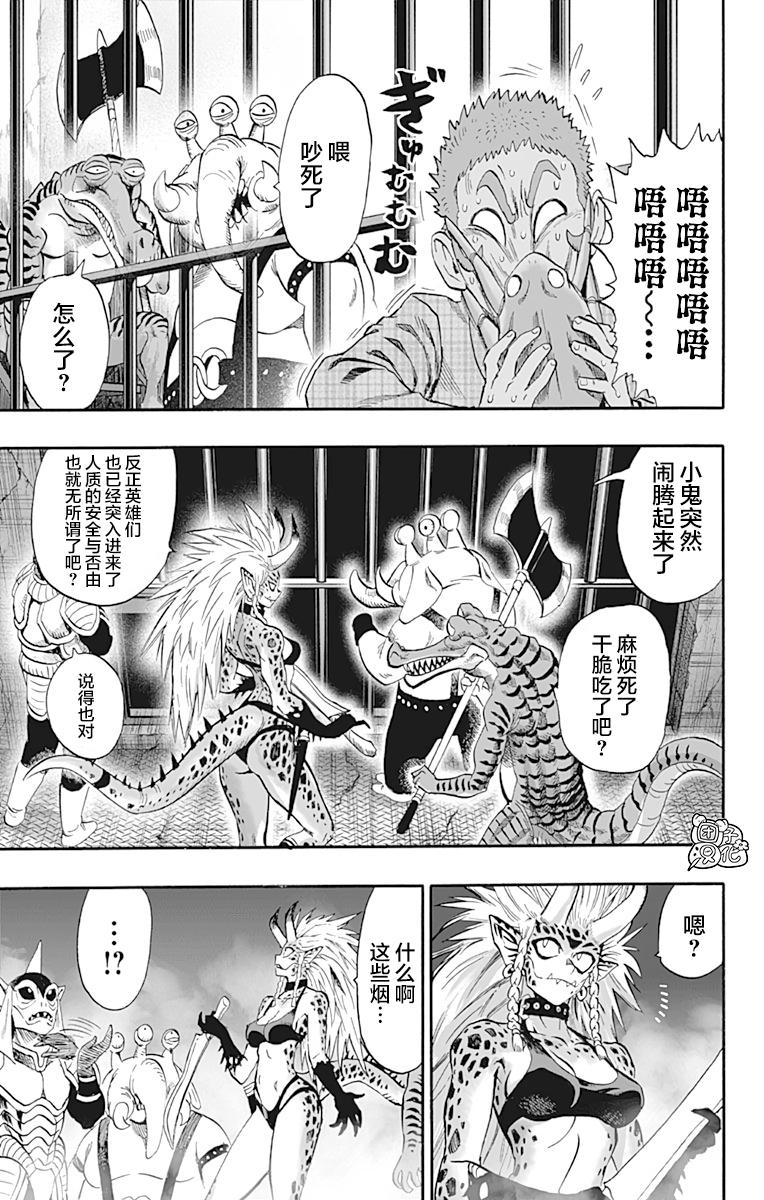 唔唔唔唔唔
唔唔唔～…
ぎゅむむむ
喂
吵死了
怎么了？
小鬼突然
闹腾起来了
麻烦死了
干脆吃了吧？
反正英雄们
也已经突入进来了
人质的安全与否由
也就无所谓了吧？
说得也对
嗯？
什么啊
这些烟…
…!?
团子
汉化